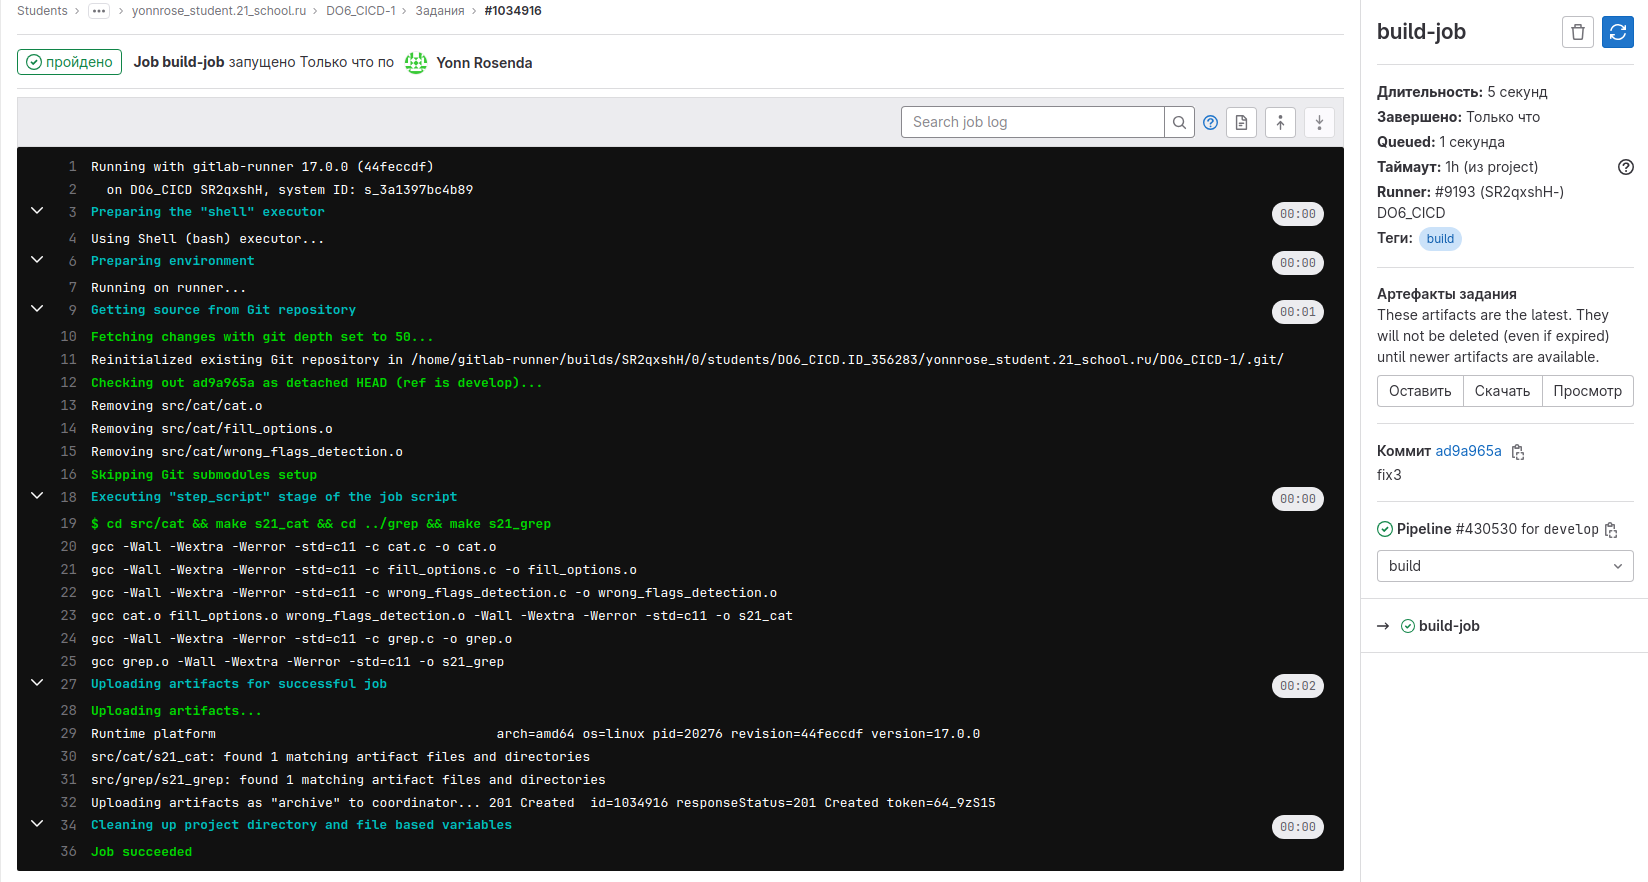 Students › ••• › yonnrose_student.21_school.ru › DO6_CICD-1 › Задания › #1034916
пройдено Job build-job запущено Только что по Yonn Rosenda
Search job log
1 Running with gitlab-runner 17.0.0 (44feccdf)
2 on DO6_CICD SR2qxshH, system ID: s_3a1397bc4b89
3 Preparing the "shell" executor 00:00
4 Using Shell (bash) executor...
6 Preparing environment 00:00
7 Running on runner...
9 Getting source from Git repository 00:01
10 Fetching changes with git depth set to 50...
11 Reinitialized existing Git repository in /home/gitlab-runner/builds/SR2qxshH/0/students/DO6_CICD.ID_356283/yonnrose_student.21_school.ru/DO6_CICD-1/.git/
12 Checking out ad9a965a as detached HEAD (ref is develop)...
13 Removing src/cat/cat.o
14 Removing src/cat/fill_options.o
15 Removing src/cat/wrong_flags_detection.o
16 Skipping Git submodules setup
18 Executing "step_script" stage of the job script 00:00
19 $ cd src/cat && make s21_cat && cd ../grep && make s21_grep
20 gcc -Wall -Wextra -Werror -std=c11 -c cat.c -o cat.o
21 gcc -Wall -Wextra -Werror -std=c11 -c fill_options.c -o fill_options.o
22 gcc -Wall -Wextra -Werror -std=c11 -c wrong_flags_detection.c -o wrong_flags_detection.o
23 gcc cat.o fill_options.o wrong_flags_detection.o -Wall -Wextra -Werror -std=c11 -o s21_cat
24 gcc -Wall -Wextra -Werror -std=c11 -c grep.c -o grep.o
25 gcc grep.o -Wall -Wextra -Werror -std=c11 -o s21_grep
27 Uploading artifacts for successful job 00:02
28 Uploading artifacts...
29 Runtime platform arch=amd64 os=linux pid=20276 revision=44feccdf version=17.0.0
30 src/cat/s21_cat: found 1 matching artifact files and directories
31 src/grep/s21_grep: found 1 matching artifact files and directories
32 Uploading artifacts as "archive" to coordinator... 201 Created id=1034916 responseStatus=201 Created token=64_9zS15
34 Cleaning up project directory and file based variables 00:00
36 Job succeeded
build-job
Длительность: 5 секунд
Завершено: Только что
Queued: 1 секунда
Таймаут: 1h (из project)
Runner: #9193 (SR2qxshH-)
DO6_CICD
Теги: build
Артефакты задания
These artifacts are the latest. They
will not be deleted (even if expired)
until newer artifacts are available.
Оставить Скачать Просмотр
Коммит ad9a965a
fix3
Pipeline #430530 for develop
build
→ build-job